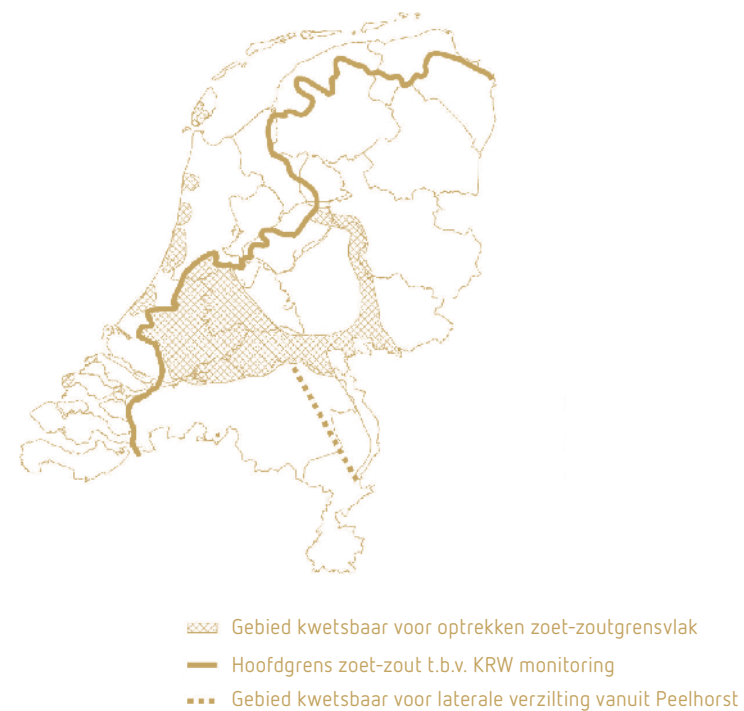 Gebied kwetsbaar voor optrekken zoet-zoutgrensvlak
Hoofdgrens zoet-zout t.b.v. KRW monitoring
Gebied kwetsbaar voor laterale verzilting vanuit Peelhorst